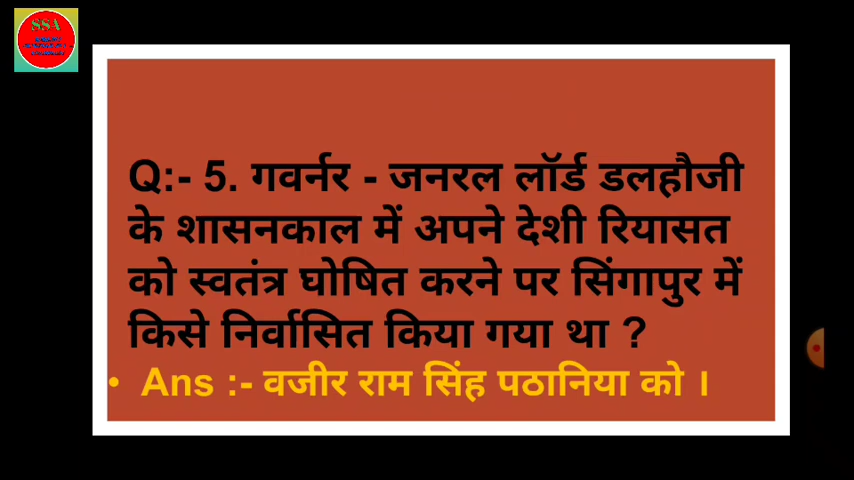 SSA
Q:- 5. गवर्नर - जनरल लॉर्ड डलहौजी
के शासनकाल में अपने देशी रियासत
को स्वतंत्र घोषित करने पर सिंगापुर में
किसे निर्वासित किया गया था ?
• Ans :- वजीर राम सिंह पठानिया को ।